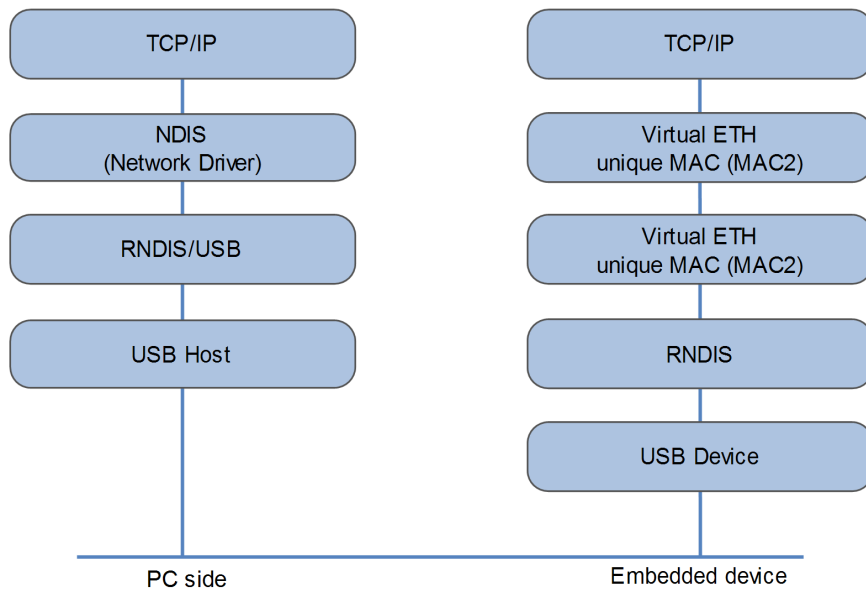 TCP/IP
NDIS
(Network Driver)
RNDIS/USB
USB Host
PC side
TCP/IP
Virtual ETH
unique MAC (MAC2)
Virtual ETH
unique MAC (MAC2)
RNDIS
USB Device
Embedded device